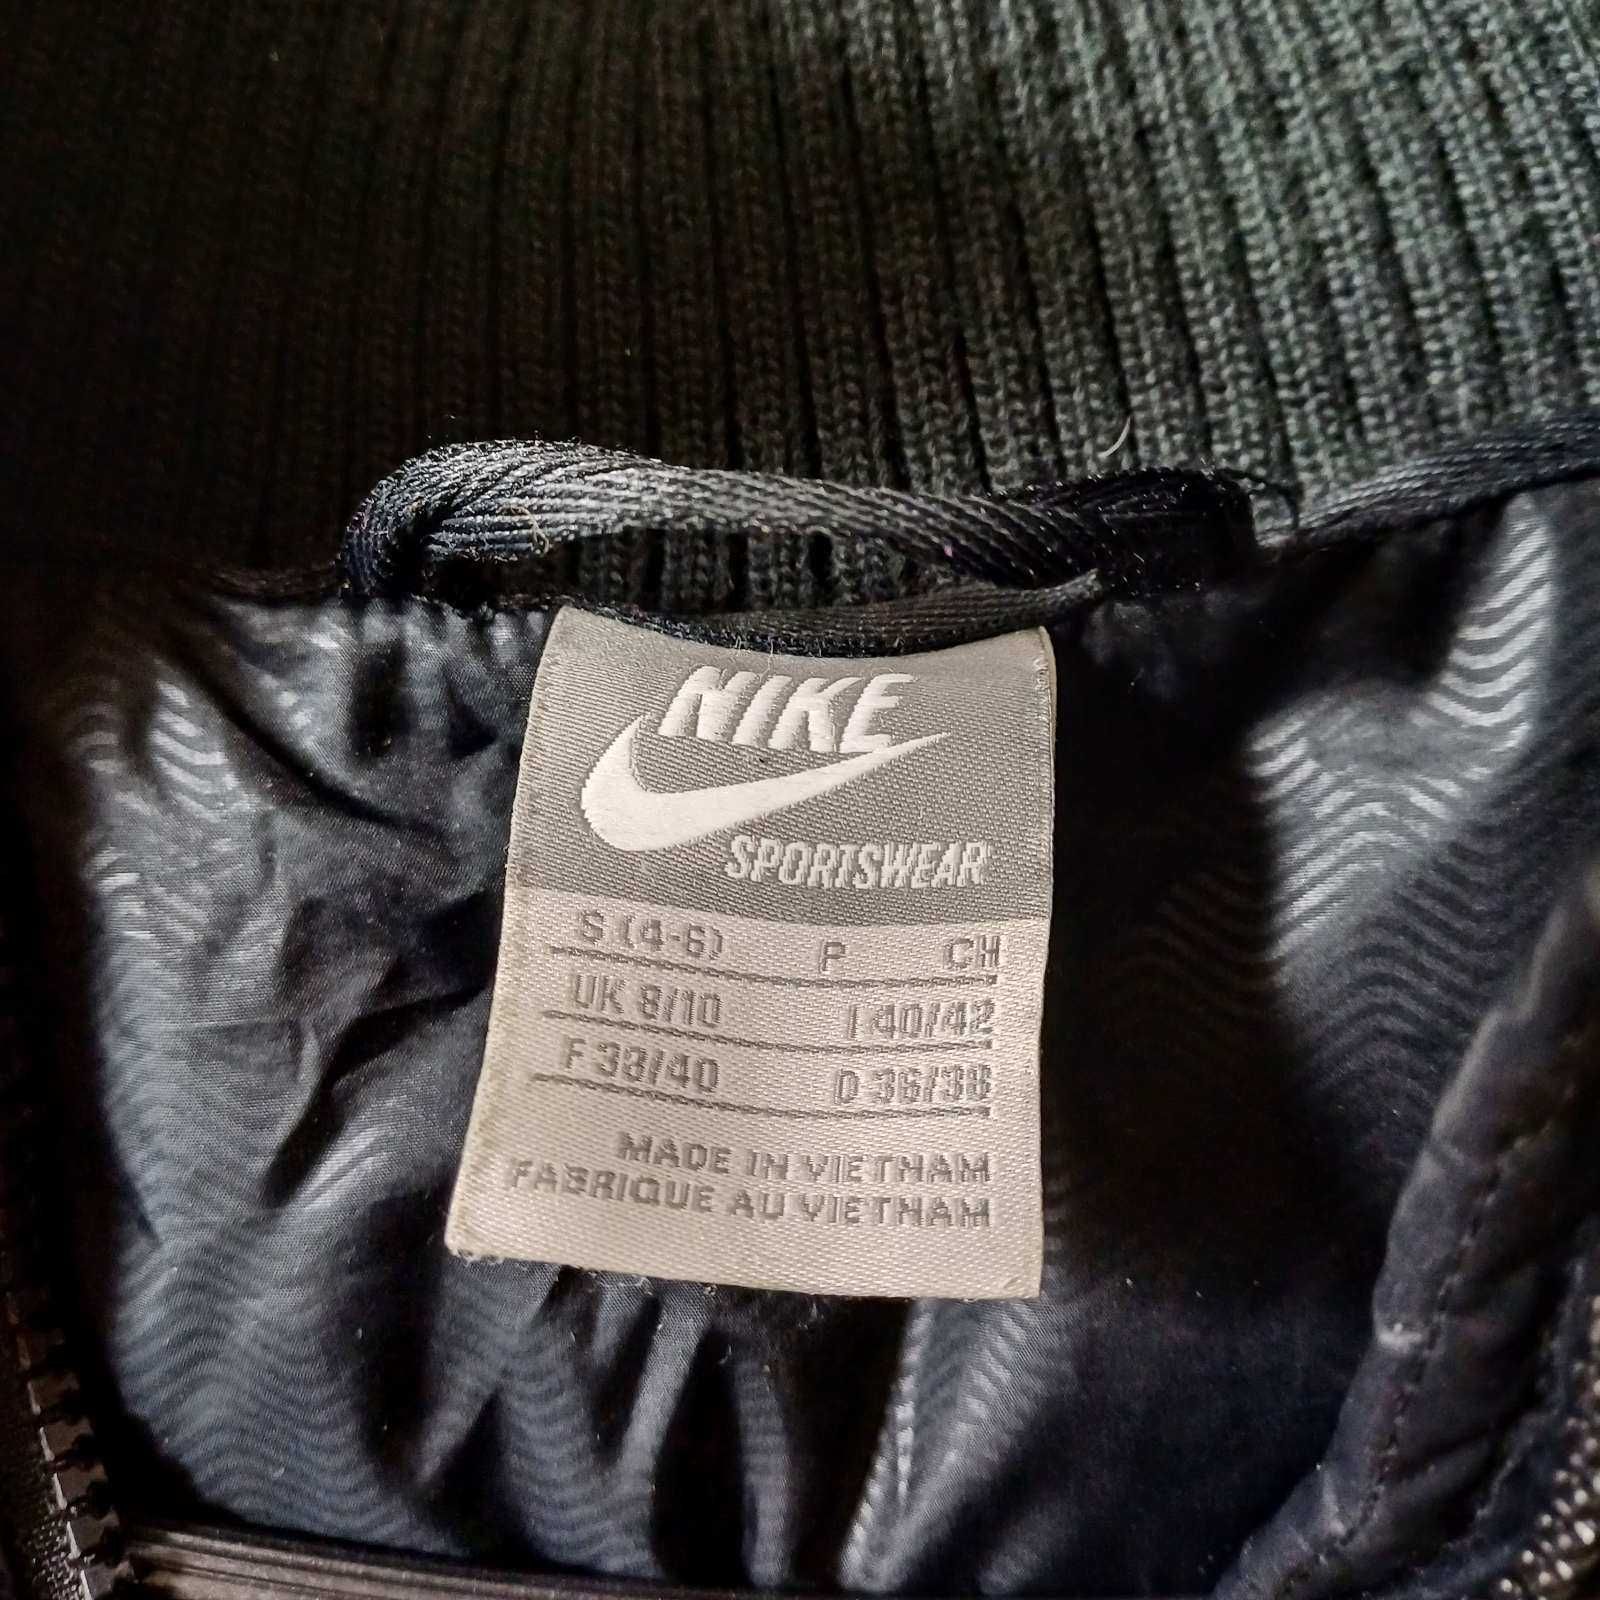 NIKE
SPORTSWEAR
S (4-6) P CH
UK 8/10 I 40/42
F 38/40 D 36/38
MADE IN VIETNAM
FABRIQUE AU VIETNAM